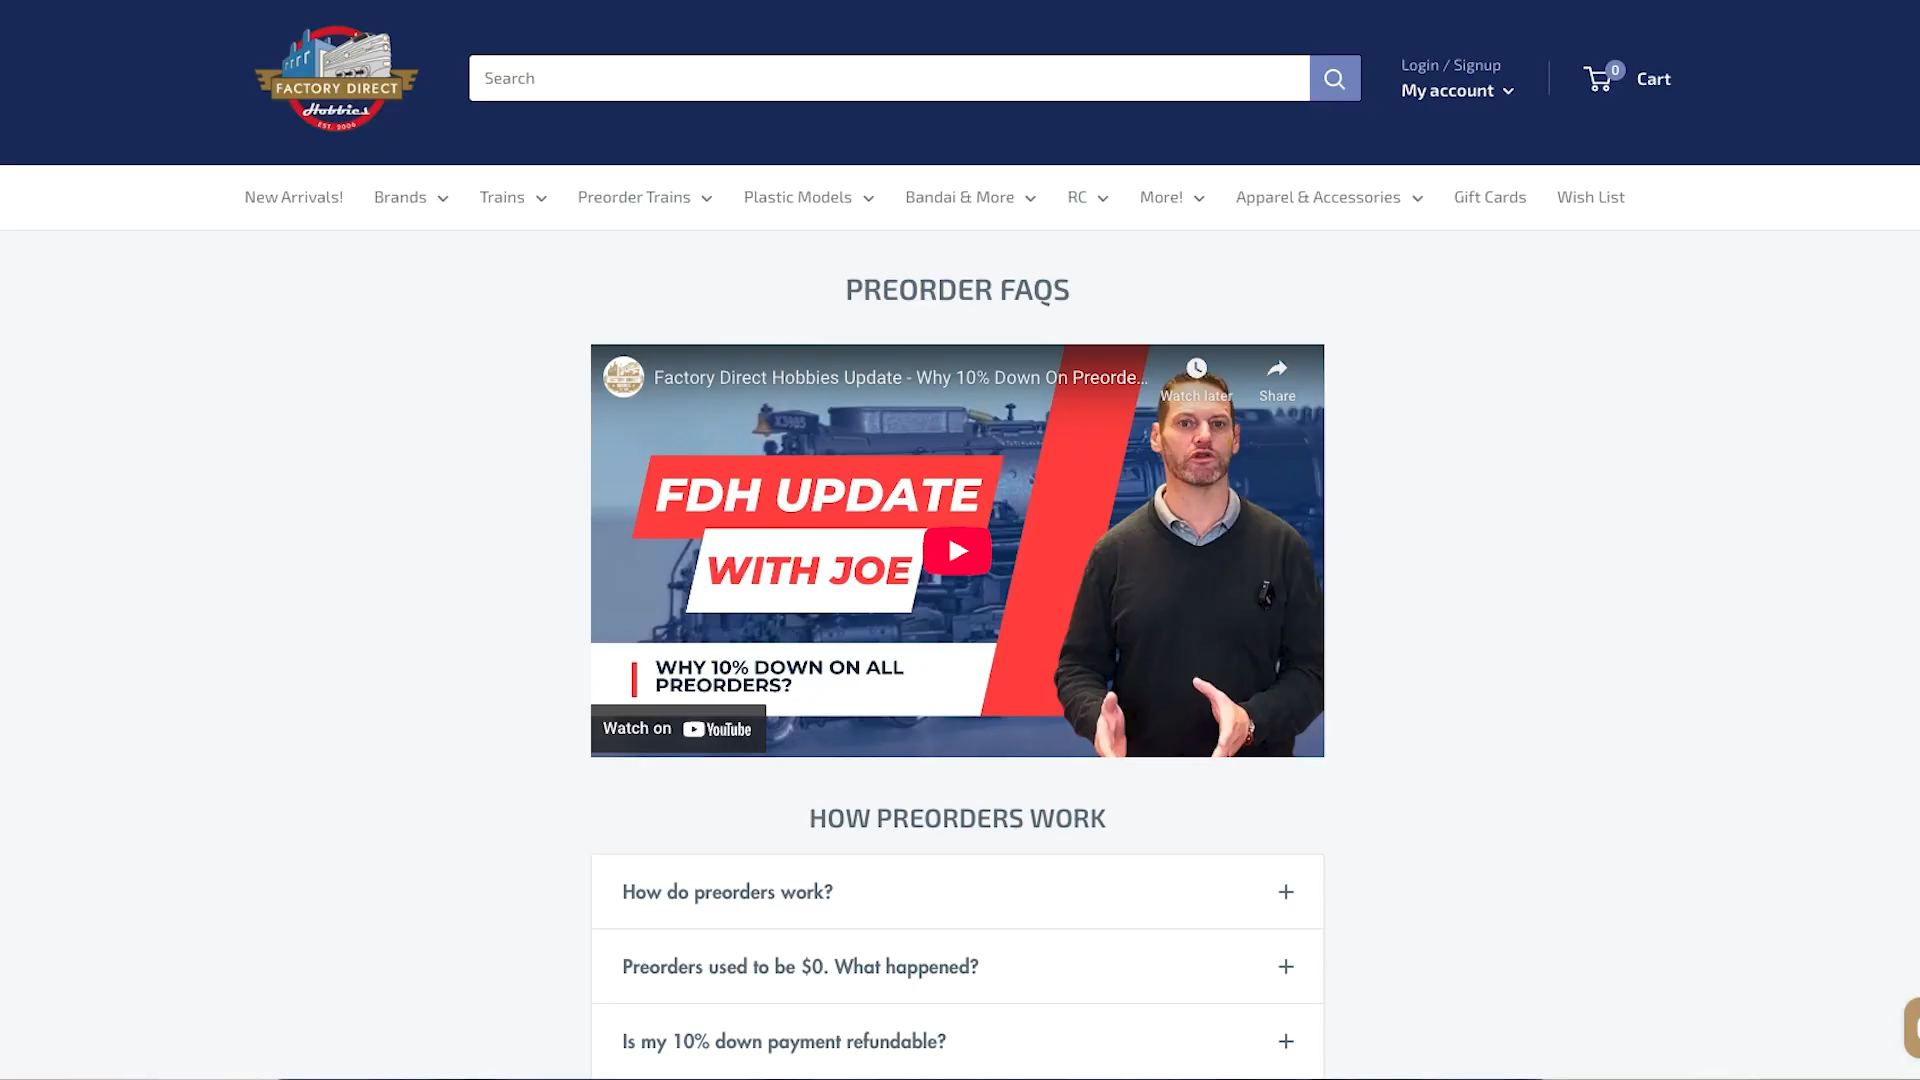 FACTORY DIRECT
Hobbies
EST. 2006
Search
Login / Signup
My account
0
Cart
New Arrivals!
Brands
Trains
Preorder Trains
Plastic Models
Bandai & More
RC
More!
Apparel & Accessories
Gift Cards
Wish List
PREORDER FAQS
Factory Direct Hobbies Update - Why 10% Down On Preorde...
Watch later
Share
X3985
FDH UPDATE
WITH JOE
WHY 10% DOWN ON ALL
PREORDERS?
Watch on YouTube
HOW PREORDERS WORK
How do preorders work?
Preorders used to be $0. What happened?
Is my 10% down payment refundable?